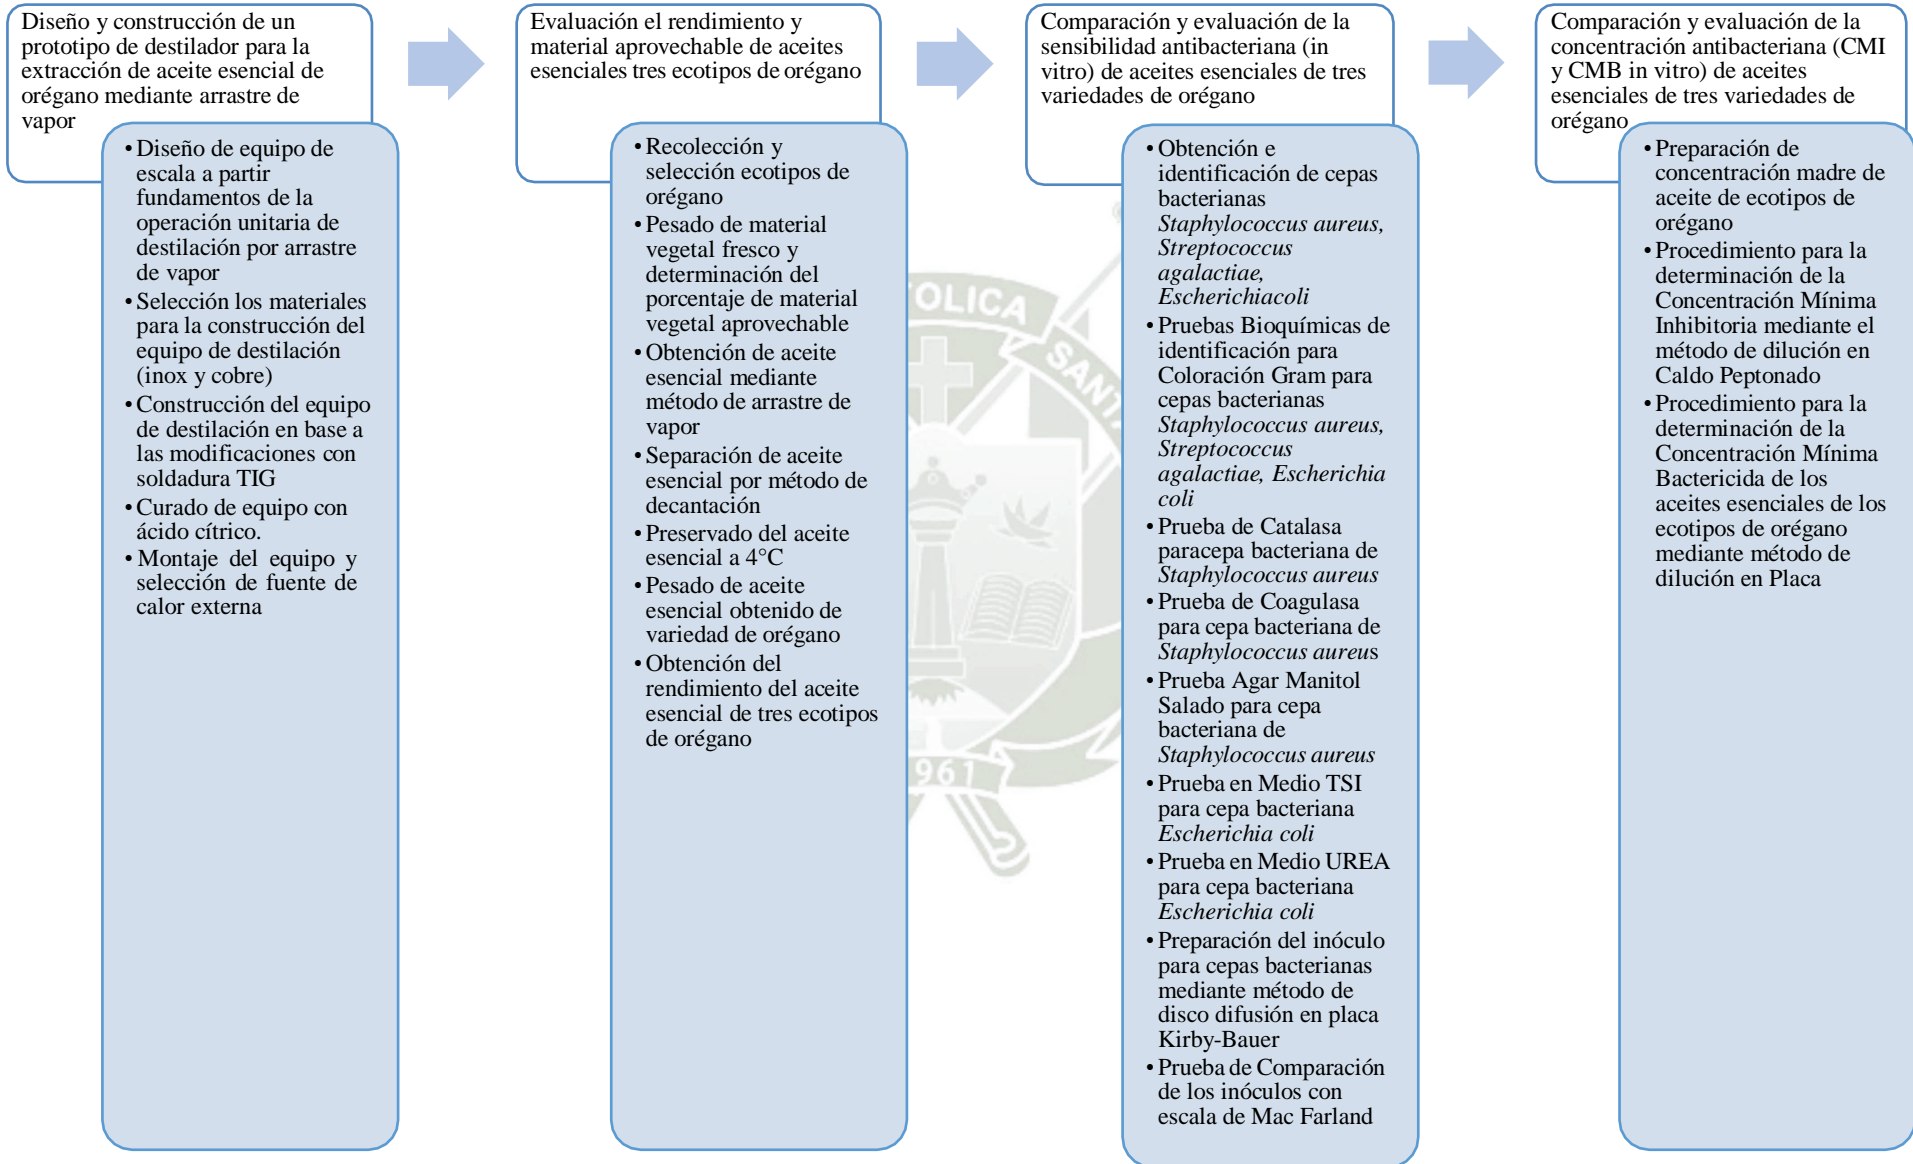 Diseño y construcción de un
prototipo de destilador para la
extracción de aceite esencial de
orégano mediante arrastre de
vapor
• Diseño de equipo de
escala a partir
fundamentos de la
operación unitaria de
destilación por arrastre
de vapor
• Selección los materiales
para la construcción del
equipo de destilación
(inox y cobre)
• Construcción del equipo
de destilación en base a
las modificaciones con
soldadura TIG
• Curado de equipo con
ácido cítrico.
• Montaje del equipo y
selección de fuente de
calor externa
Evaluación el rendimiento y
material aprovechable de aceites
esenciales tres ecotipos de orégano
• Recolección y
selección ecotipos de
orégano
• Pesado de material
vegetal fresco y
determinación del
porcentaje de material
vegetal aprovechable
• Obtención de aceite
esencial mediante
método de arrastre de
vapor
• Separación de aceite
esencial por método de
decantación
• Preservado del aceite
esencial a 4°C
• Pesado de aceite
esencial obtenido de
variedad de orégano
• Obtención del
rendimiento del aceite
esencial de tres ecotipos
de orégano
Comparación y evaluación de la
sensibilidad antibacteriana (in
vitro) de aceites esenciales de tres
variedades de orégano
• Obtención e
identificación de cepas
bacterianas
Staphylococcus aureus,
Streptococcus
agalactiae,
Escherichiacoli
• Pruebas Bioquímicas de
identificación para
Coloración Gram para
cepas bacterianas
Staphylococcus aureus,
Streptococcus
agalactiae, Escherichia
coli
• Prueba de Catalasa
paracepa bacteriana de
Staphylococcus aureus
• Prueba de Coagulasa
para cepa bacteriana de
Staphylococcus aureus
• Prueba Agar Manitol
Salado para cepa
bacteriana de
Staphylococcus aureus
• Prueba en Medio TSI
para cepa bacteriana
Escherichia coli
• Prueba en Medio UREA
para cepa bacteriana
Escherichia coli
• Preparación del inóculo
para cepas bacterianas
mediante método de
disco difusión en placa
Kirby-Bauer
• Prueba de Comparación
de los inóculos con
escala de Mac Farland
Comparación y evaluación de la
concentración antibacteriana (CMI
y CMB in vitro) de aceites
esenciales de tres variedades de
orégano
• Preparación de
concentración madre de
aceite de ecotipos de
orégano
• Procedimiento para la
determinación de la
Concentración Mínima
Inhibitoria mediante el
método de dilución en
Caldo Peptonado
• Procedimiento para la
determinación de la
Concentración Mínima
Bactericida de los
aceites esenciales de los
ecotipos de orégano
mediante método de
dilución en Placa